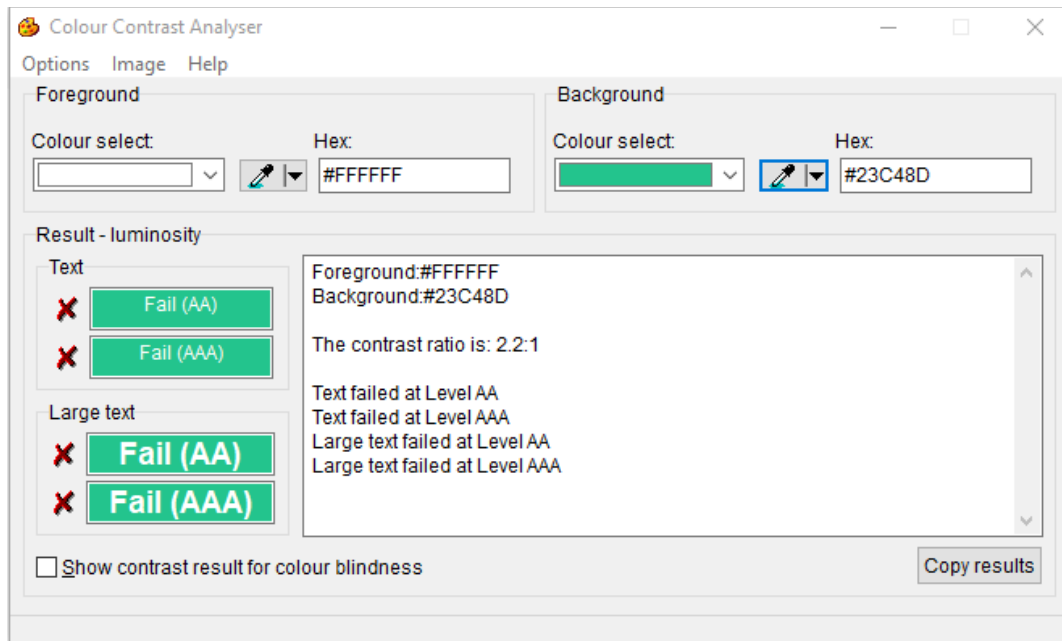 Colour Contrast Analyser
Options Image Help
Foreground
Colour select:
Hex:
#FFFFFF
Background
Colour select:
Hex:
#23C48D
Result - luminosity
Text
Fail (AA)
Fail (AAA)
Large text
Fail (AA)
Fail (AAA)
Foreground:#FFFFFF
Background:#23C48D
The contrast ratio is: 2.2:1
Text failed at Level AA
Text failed at Level AAA
Large text failed at Level AA
Large text failed at Level AAA
Show contrast result for colour blindness
Copy results